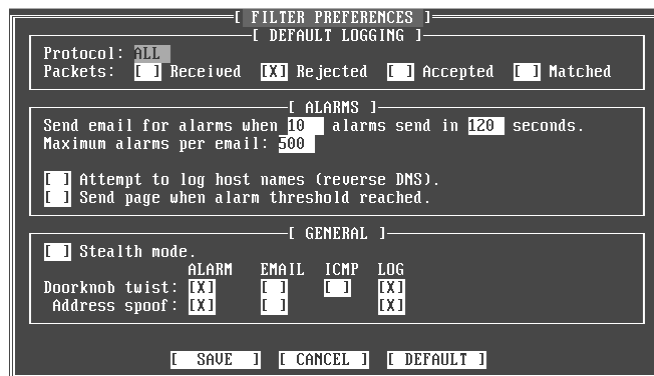 [ FILTER PREFERENCES ]
[ DEFAULT LOGGING ]
Protocol: ALL
Packets: [ ] Received [X] Rejected [ ] Accepted [ ] Matched
[ ALARMS ]
Send email for alarms when 10 alarms send in 120 seconds.
Maximum alarms per email: 500
[ ] Attempt to log host names (reverse DNS).
[ ] Send page when alarm threshold reached.
[ GENERAL ]
[ ] Stealth mode.
ALARM EMAIL ICMP LOG
Doorknob twist: [X] [ ] [ ] [X]
Address spoof: [X] [ ] [X]
[ SAVE ] [ CANCEL ] [ DEFAULT ]